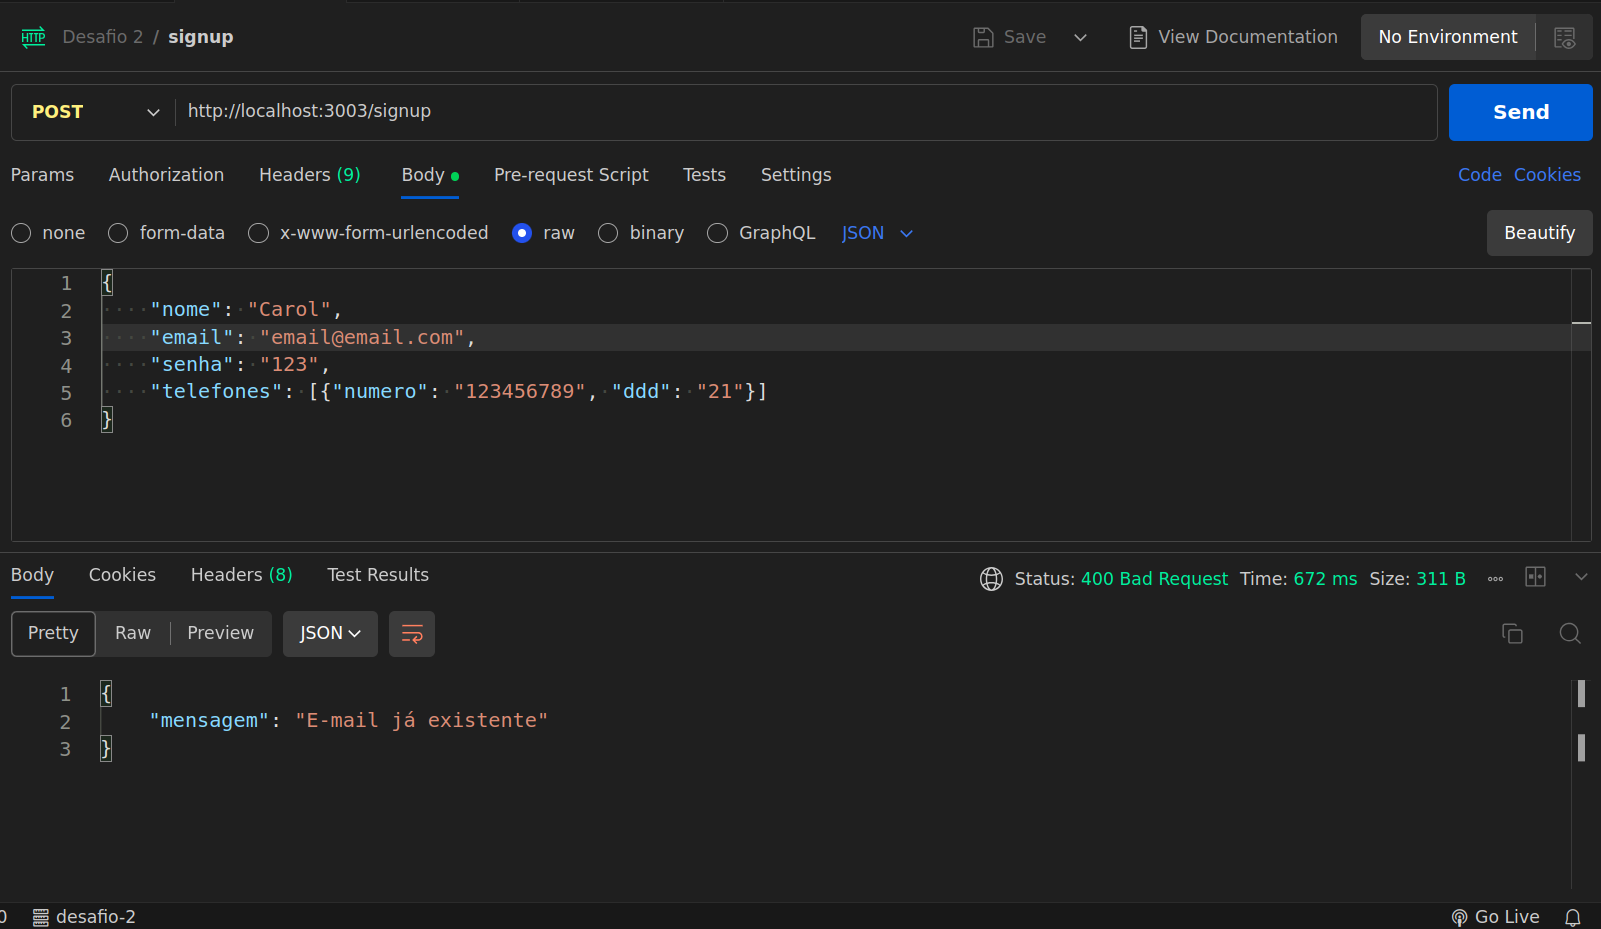 HTTP Desafio 2 / signup Save View Documentation No Environment
POST http://localhost:3003/signup Send
Params Authorization Headers (9) Body Pre-request Script Tests Settings Code Cookies
none form-data x-www-form-urlencoded raw binary GraphQL JSON Beautify
1 {
2 "nome": "Carol",
3 "email": "email@email.com",
4 "senha": "123",
5 "telefones": [{"numero": "123456789", "ddd": "21"}]
6 }
Body Cookies Headers (8) Test Results Status: 400 Bad Request Time: 672 ms Size: 311 B
Pretty Raw Preview JSON
1 {
2 "mensagem": "E-mail já existente"
3 }
0 desafio-2 Go Live